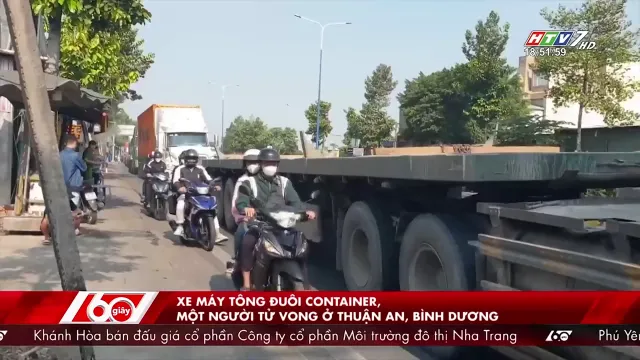 HTV7 HD
18:51:59
60 giây
XE MÁY TÔNG ĐUÔI CONTAINER,
MỘT NGƯỜI TỬ VONG Ở THUẬN AN, BÌNH DƯƠNG
Khánh Hòa bán đấu giá cổ phần Công ty cổ phần Môi trường đô thị Nha Trang 60 Phú Yê